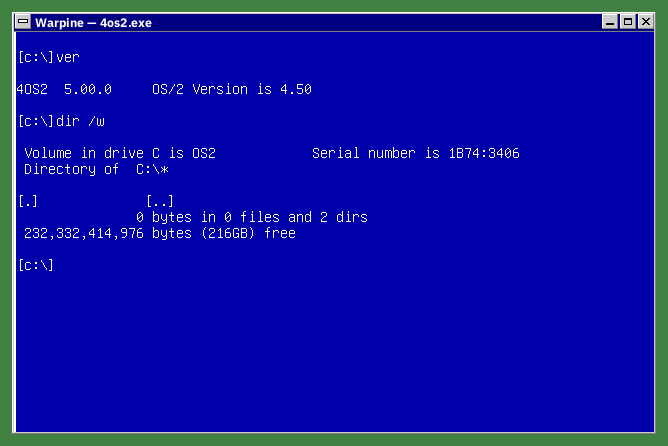 Warpine — 4os2.exe
[c:\]ver
4OS2  5.00.0     OS/2 Version is 4.50
[c:\]dir /w
Volume in drive C is OS2            Serial number is 1B74:3406
Directory of  C:\*
[.]             [..]
0 bytes in 0 files and 2 dirs
232,332,414,976 bytes (216GB) free
[c:\]